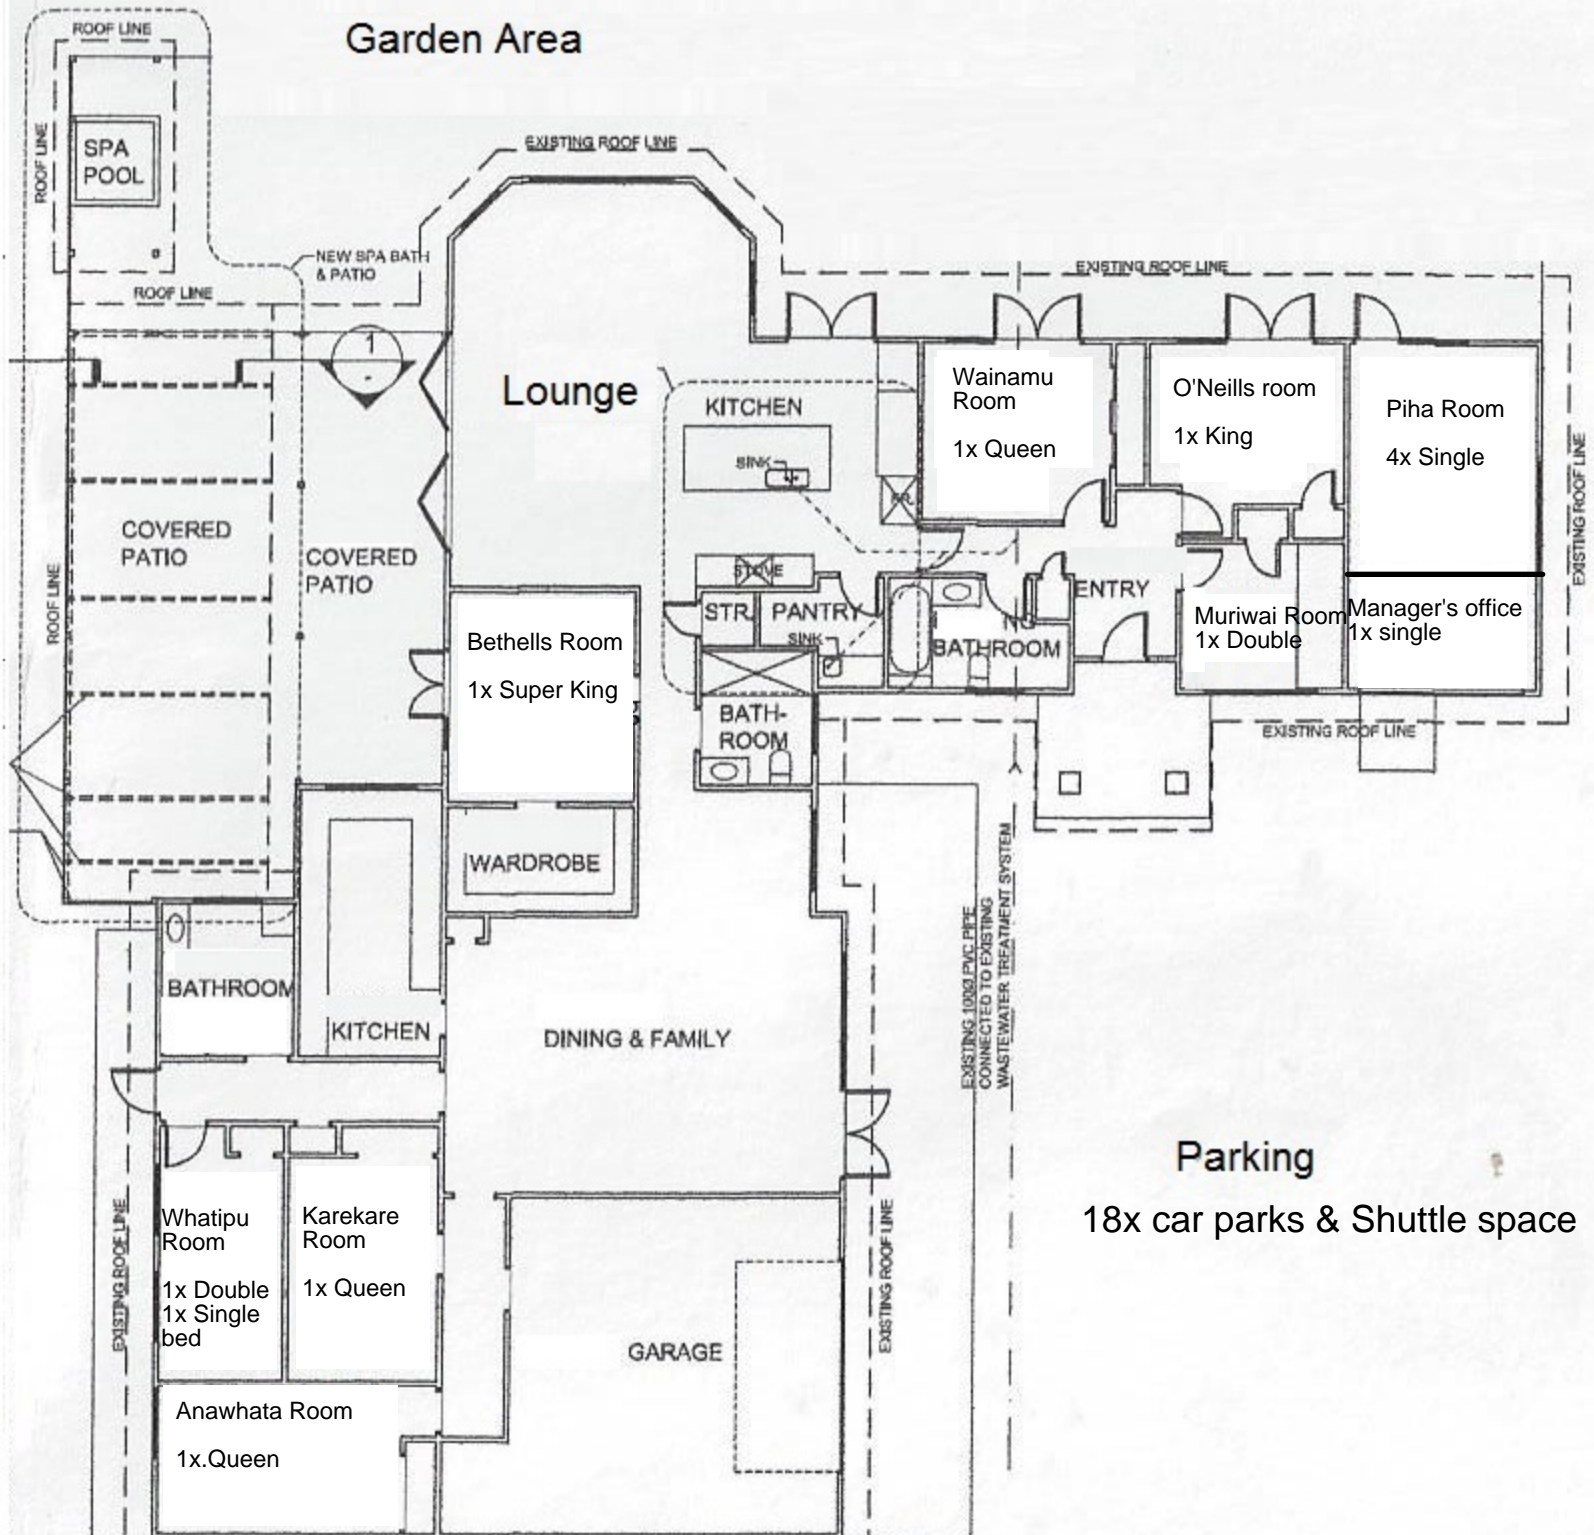 Garden Area
ROOF LINE
ROOF LINE
SPA
POOL
EXISTING ROOF LINE
NEW SPA BATH
& PATIO
ROOF LINE
EXISTING ROOF LINE
1
-
Lounge
KITCHEN
SINK
Wainamu
Room
1x Queen
O'Neills room
1x King
Piha Room
4x Single
EXISTING ROOF LINE
COVERED
PATIO
COVERED
PATIO
ROOF LINE
STOVE
STR.
PANTRY
SINK
ENTRY
BATHROOM
Muriwai Room
1x Double
Manager's office
1x single
Bethells Room
1x Super King
BATH-
ROOM
EXISTING ROOF LINE
WARDROBE
EXISTING 100Ø PVC PIPE
CONNECTED TO EXISTING
WASTEWATER TREATMENT SYSTEM
BATHROOM
KITCHEN
DINING & FAMILY
Parking
18x car parks & Shuttle space
Whatipu
Room
1x Double
1x Single
bed
Karekare
Room
1x Queen
EXISTING ROOF LINE
EXISTING ROOF LINE
GARAGE
Anawhata Room
1x.Queen